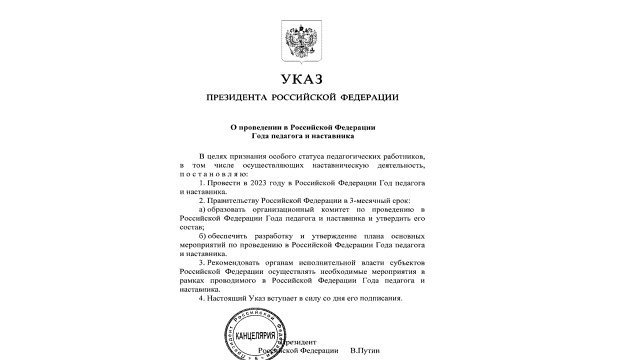 УКАЗ
ПРЕЗИДЕНТА РОССИЙСКОЙ ФЕДЕРАЦИИ
О проведении в Российской Федерации
Года педагога и наставника
В целях признания особого статуса педагогических работников,
в том числе осуществляющих наставническую деятельность,
постановляю:
1. Провести в 2023 году в Российской Федерации Год педагога
и наставника.
2. Правительству Российской Федерации в 3-месячный срок:
а) образовать организационный комитет по проведению в
Российской Федерации Года педагога и наставника и утвердить его
состав;
б) обеспечить разработку и утверждение плана основных
мероприятий по проведению в Российской Федерации Года педагога
и наставника.
3. Рекомендовать органам исполнительной власти субъектов
Российской Федерации осуществлять необходимые мероприятия в
рамках проводимого в Российской Федерации Года педагога и
наставника.
4. Настоящий Указ вступает в силу со дня его подписания.
КАНЦЕЛЯРИЯ
Президент
Российской Федерации В.Путин